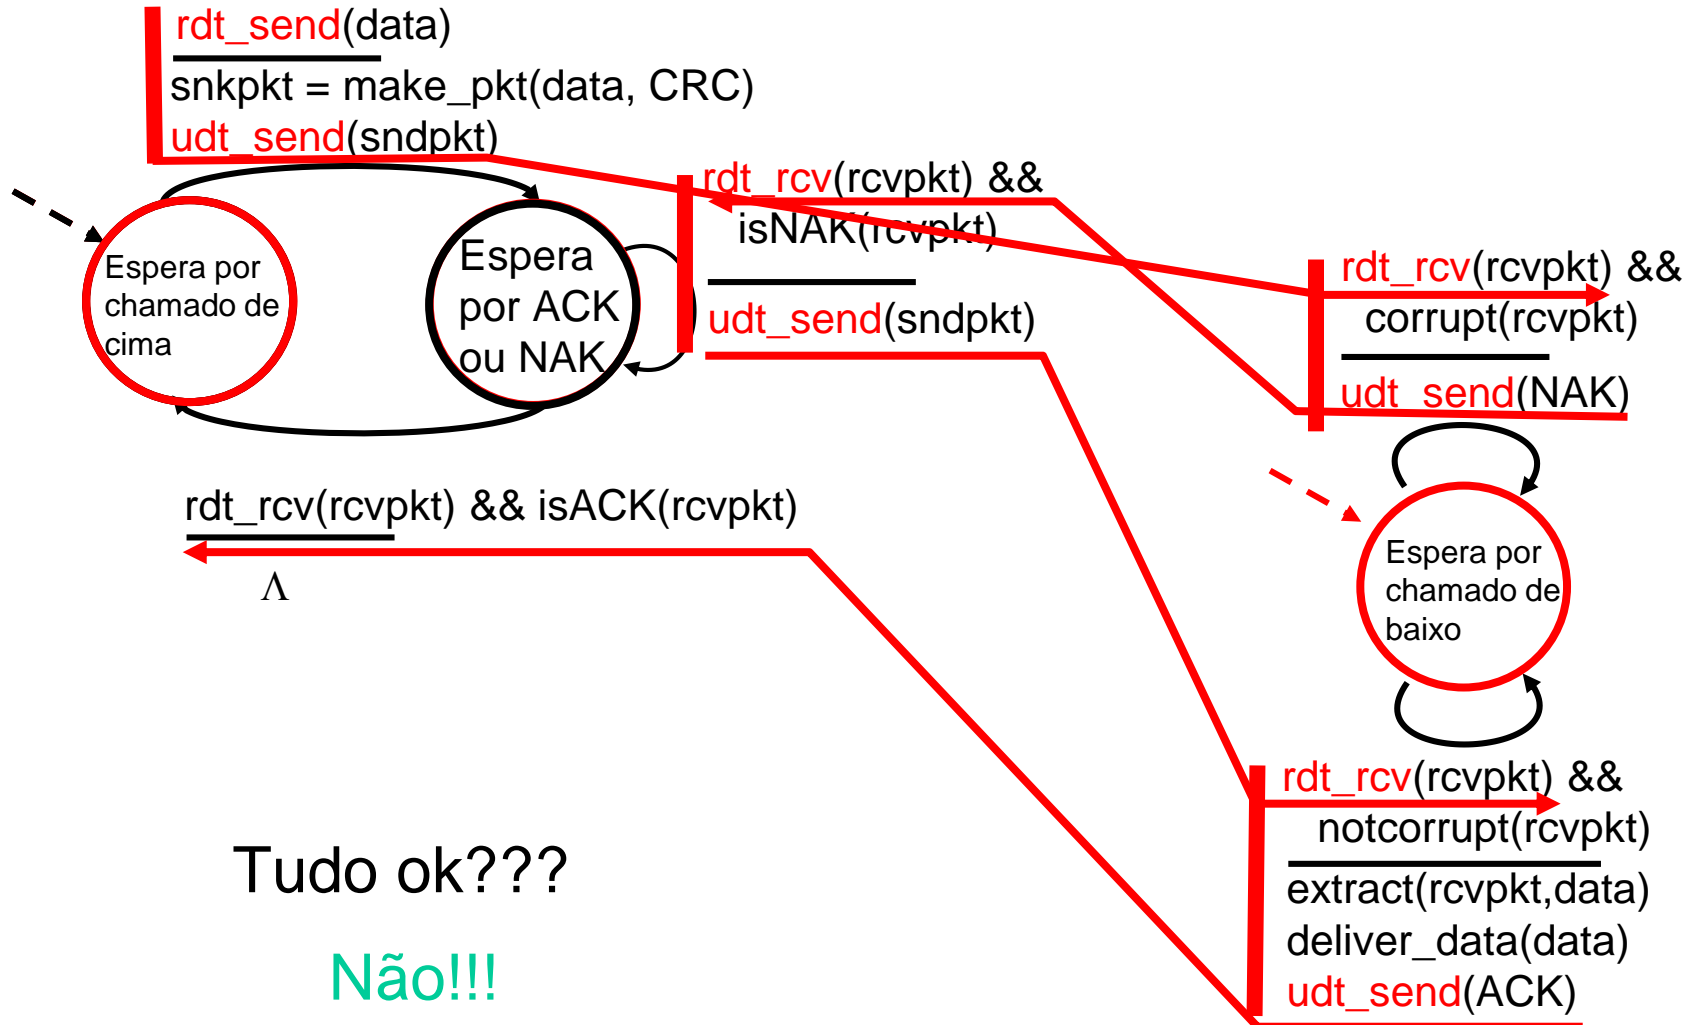 rdt_send(data)
snkpkt = make_pkt(data, CRC)
udt_send(sndpkt)
rdt_rcv(rcvpkt) &&
isNAK(rcvpkt)
udt_send(sndpkt)
Espera por
chamado de
cima
Espera
por ACK
ou NAK
rdt_rcv(rcvpkt) && isACK(rcvpkt)
Λ
rdt_rcv(rcvpkt) &&
corrupt(rcvpkt)
udt_send(NAK)
Espera por
chamado de
baixo
rdt_rcv(rcvpkt) &&
notcorrupt(rcvpkt)
extract(rcvpkt,data)
deliver_data(data)
udt_send(ACK)
Tudo ok???
Não!!!